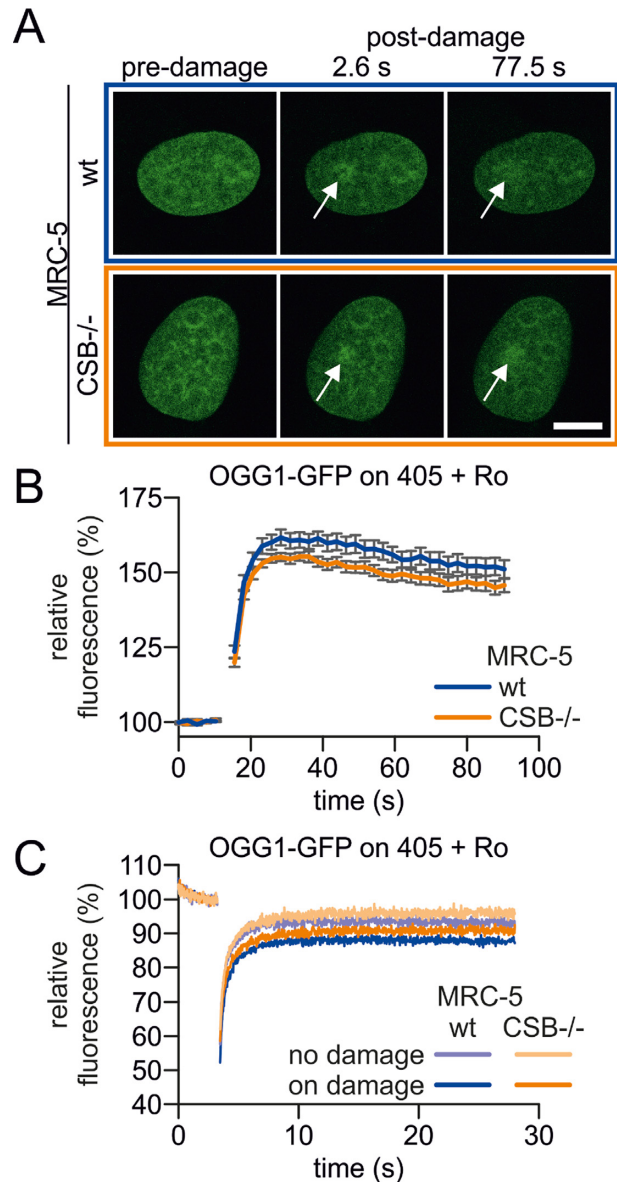 A
post-damage
pre-damage 2.6 s 77.5 s
MRC-5
wt
CSB-/-
B
OGG1-GFP on 405 + Ro
relative
fluorescence (%)
175
150
125
100
MRC-5
wt
CSB-/-
0 20 40 60 80 100
time (s)
C
OGG1-GFP on 405 + Ro
relative
fluorescence (%)
110
100
90
80
70
60
50
40
MRC-5
wt CSB-/-
no damage
on damage
0 10 20 30
time (s)